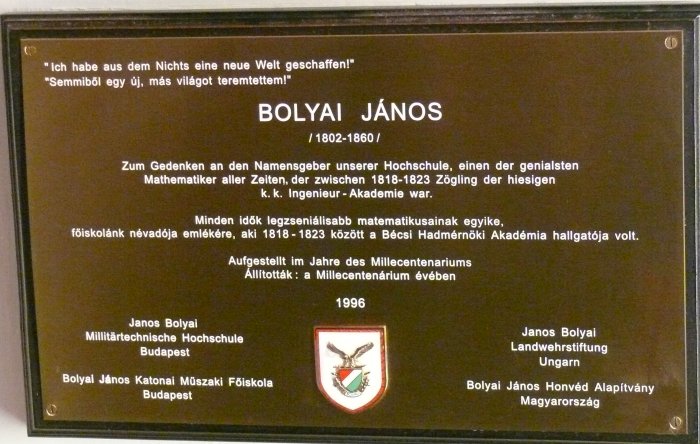 "Ich habe aus dem Nichts eine neue Welt geschaffen!"
"Semmiből egy új, más világot teremtettem!"
BOLYAI JÁNOS
/1802-1860/
Zum Gedenken an den Namensgeber unserer Hochschule, einen der genialsten
Mathematiker aller Zeiten, der zwischen 1818-1823 Zögling der hiesigen
k. k. Ingenieur-Akademie war.
Minden idők legzseniálisabb matematikusainak egyike,
főiskolánk névadója emlékére, aki 1818-1823 között a Bécsi Hadmérnöki Akadémia hallgatója volt.
Aufgestellt im Jahre des Millecentenariums
Állították: a Millecentenárium évében
1996
Janos Bolyai
Millitärtechnische Hochschule
Budapest
Bolyai János Katonai Műszaki Főiskola
Budapest
Janos Bolyai
Landwehrstiftung
Ungarn
Bolyai János Honvéd Alapítvány
Magyarország